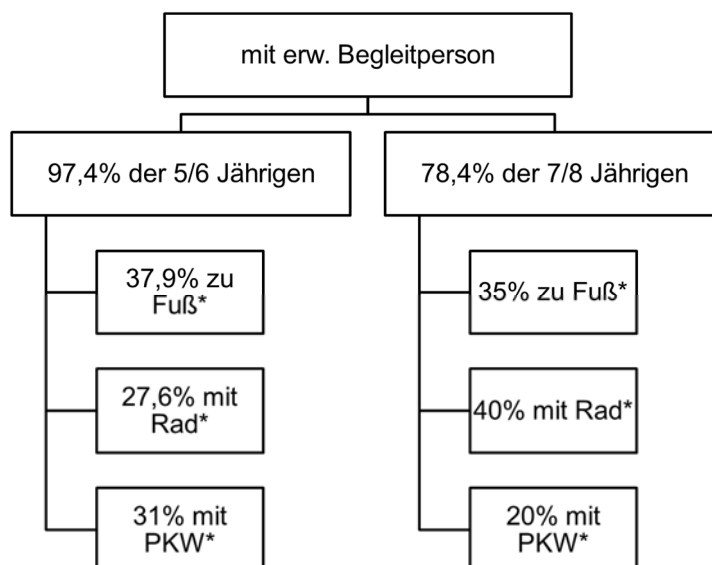 mit erw. Begleitperson
97,4% der 5/6 Jährigen
78,4% der 7/8 Jährigen
37,9% zu
Fuß*
35% zu Fuß*
27,6% mit
Rad*
40% mit Rad*
31% mit
PKW*
20% mit
PKW*